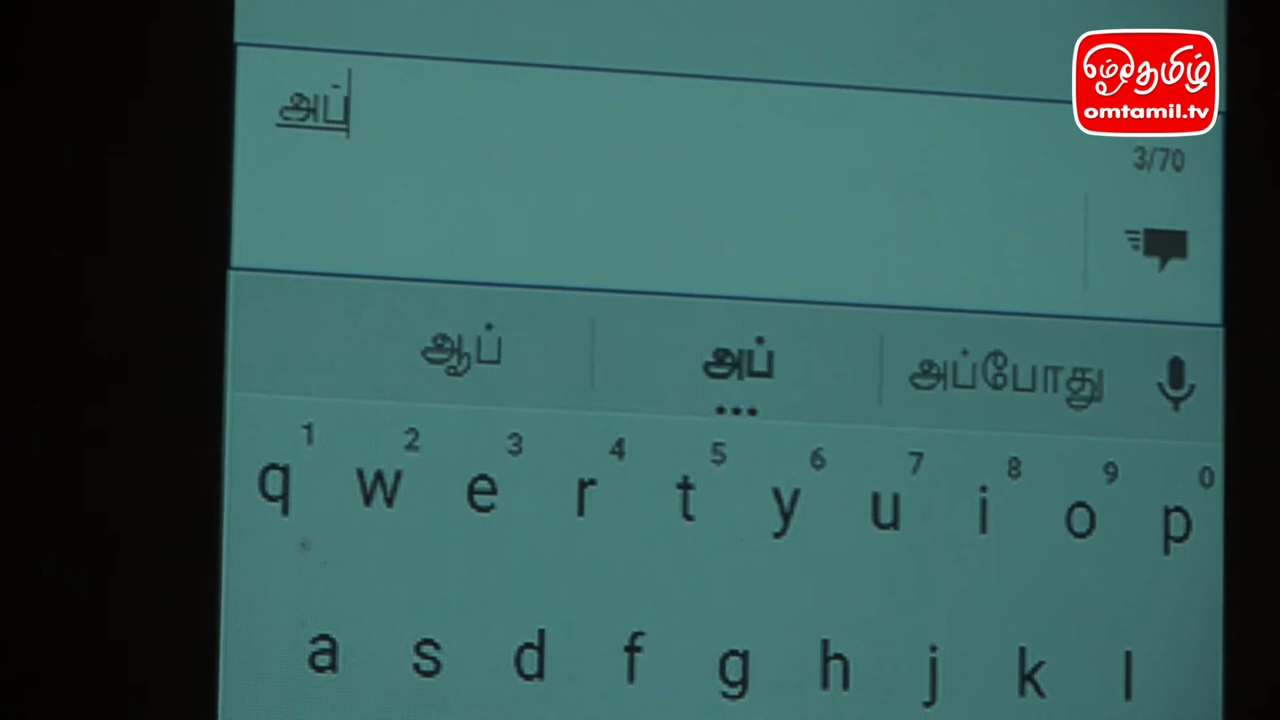 ஓம்தமிழ்
omtamil.tv
அப்
3/70
ஆப் அப் அப்போது
1 2 3 4 5 6 7 8 9 0
q w e r t y u i o p
a s d f g h j k l